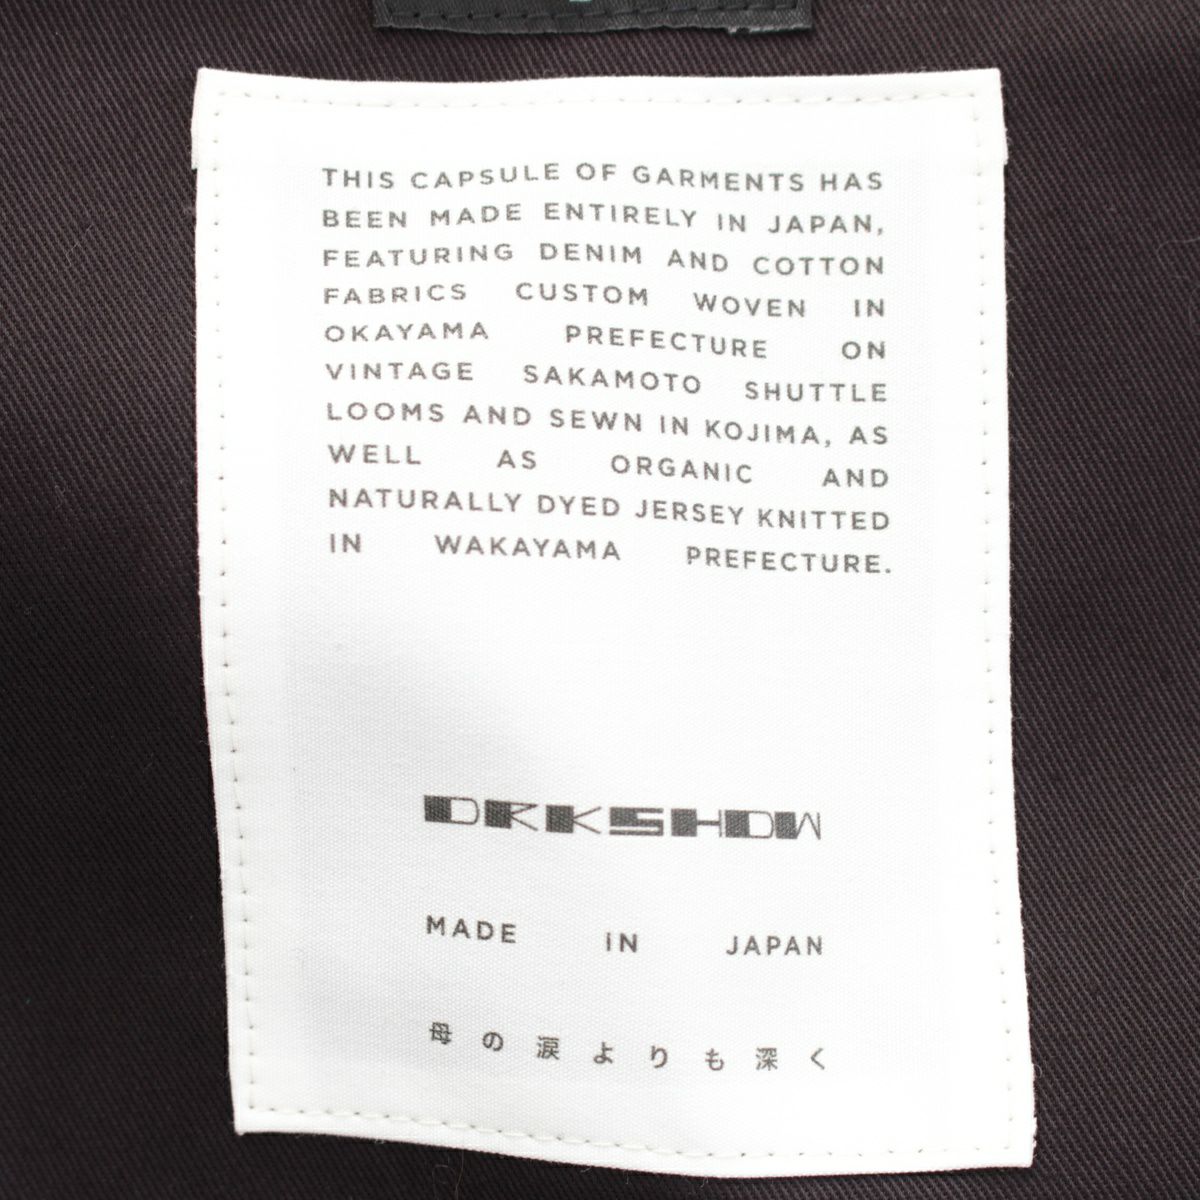 THIS CAPSULE OF GARMENTS HAS
BEEN MADE ENTIRELY IN JAPAN,
FEATURING DENIM AND COTTON
FABRICS CUSTOM WOVEN IN
OKAYAMA PREFECTURE ON
VINTAGE SAKAMOTO SHUTTLE
LOOMS AND SEWN IN KOJIMA, AS
WELL AS ORGANIC AND
NATURALLY DYED JERSEY KNITTED
IN WAKAYAMA PREFECTURE.
DRKSHDW
MADE IN JAPAN
母の涙よりも深く